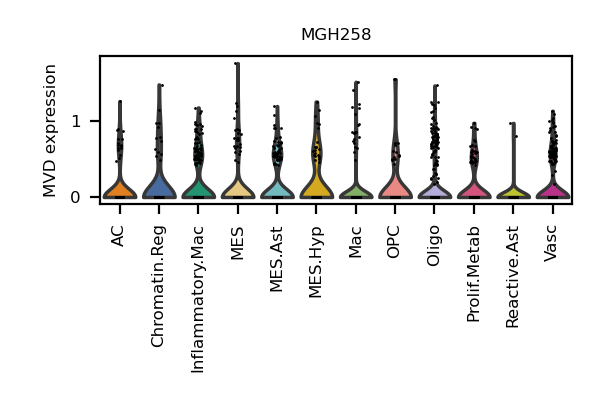 MGH258
MVD expression
1
0
AC
Chromatin.Reg
Inflammatory.Mac
MES
MES.Ast
MES.Hyp
Mac
OPC
Oligo
Prolif.Metab
Reactive.Ast
Vasc